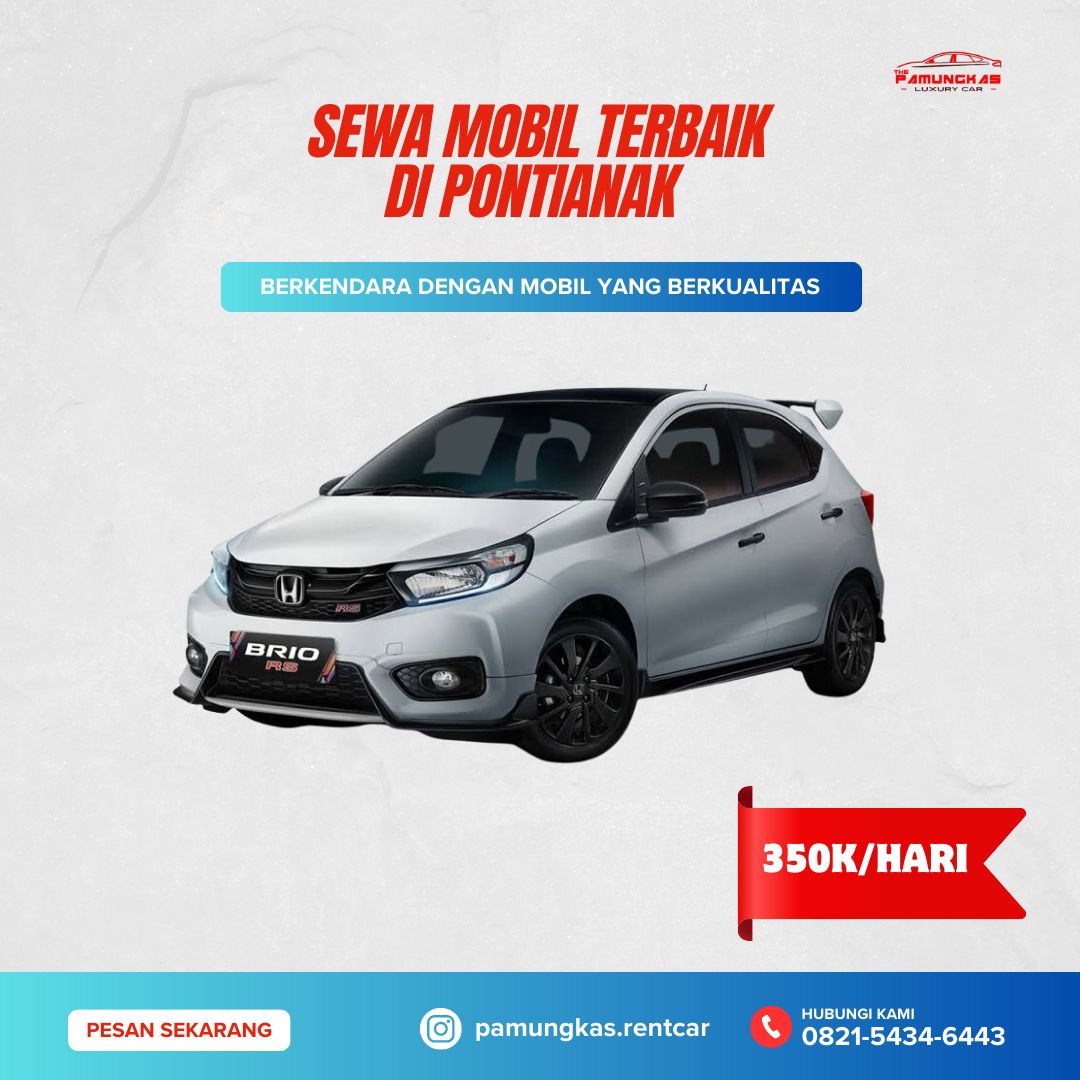 THE
PAMUNGKAS
- LUXURY CAR -
SEWA MOBIL TERBAIK
DI PONTIANAK
BERKENDARA DENGAN MOBIL YANG BERKUALITAS
RS
BRIO
RS
350K/HARI
PESAN SEKARANG
pamungkas.rentcar
HUBUNGI KAMI
0821-5434-6443